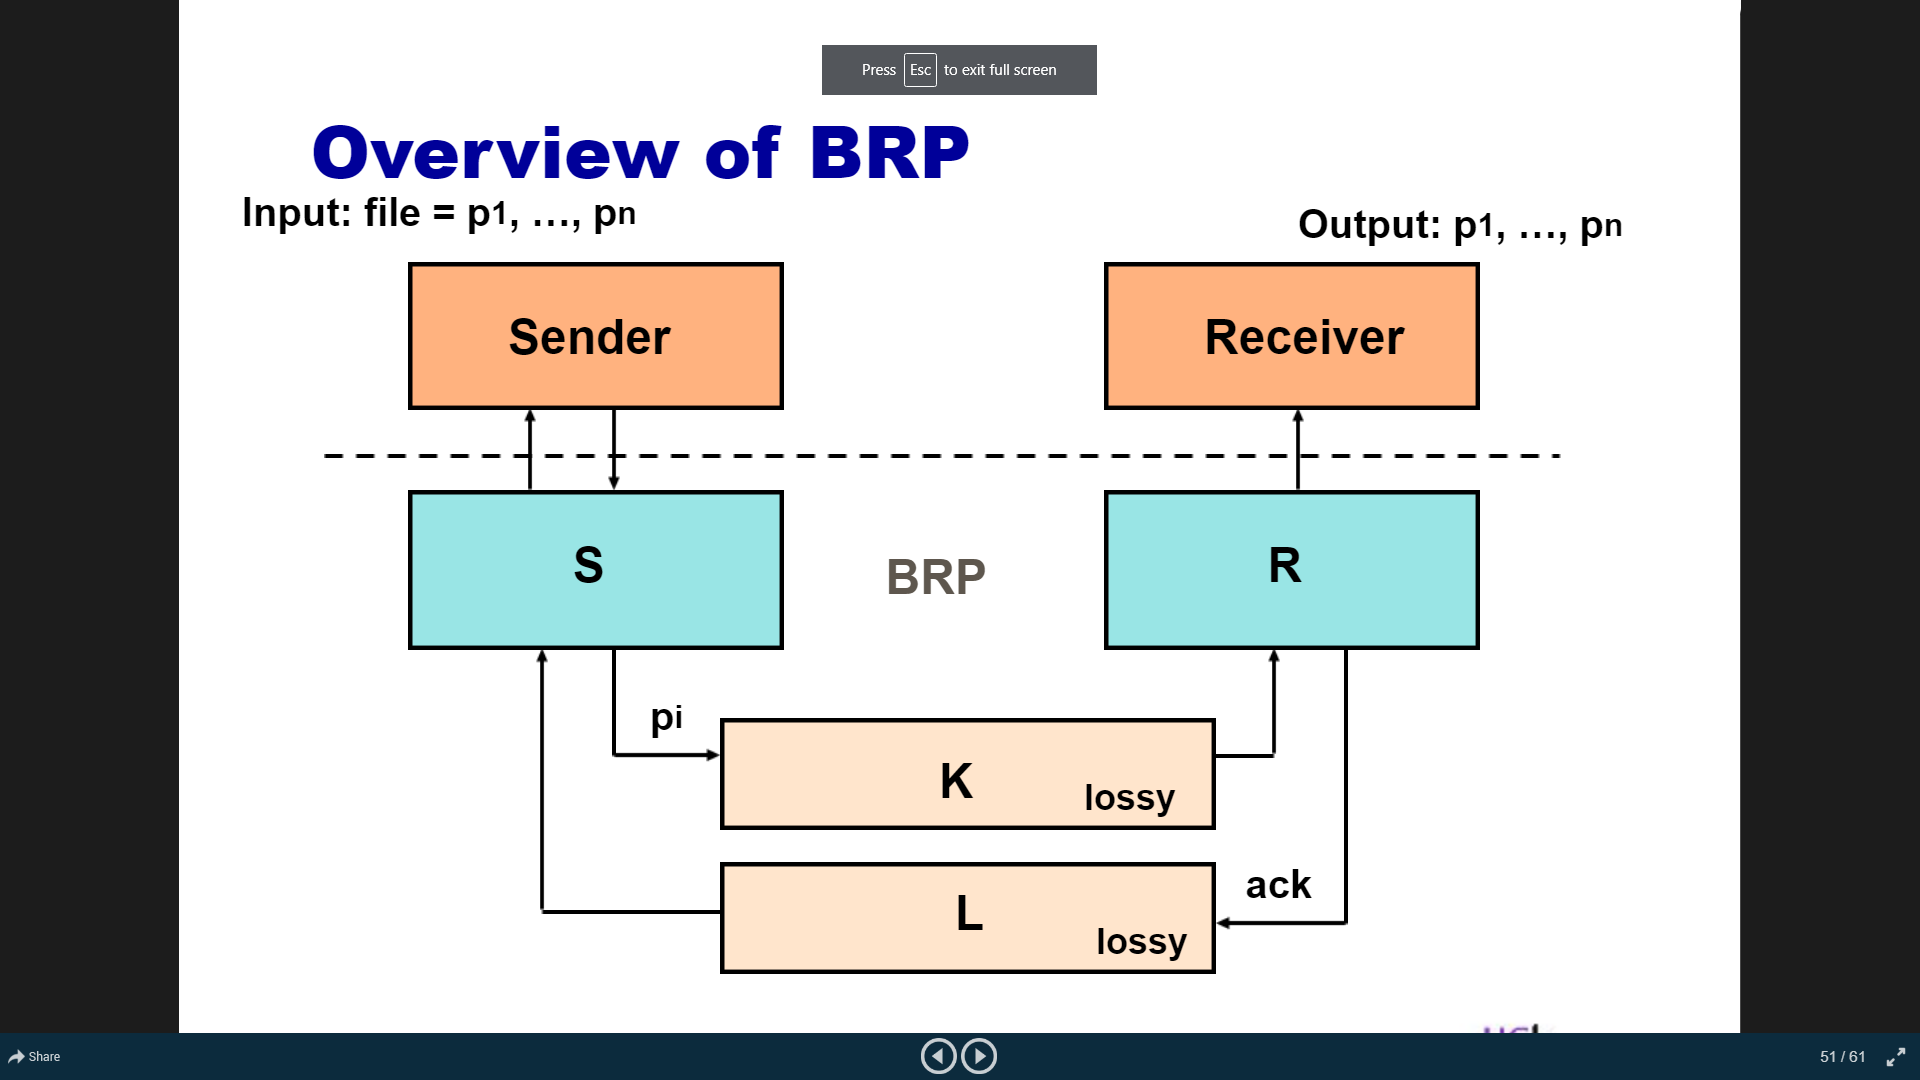 Press Esc to exit full screen
Overview of BRP
Input: file = p1, …, pn
Output: p1, …, pn
Sender
Receiver
S
BRP
R
pi
K
lossy
ack
L
lossy
Share
51 / 61